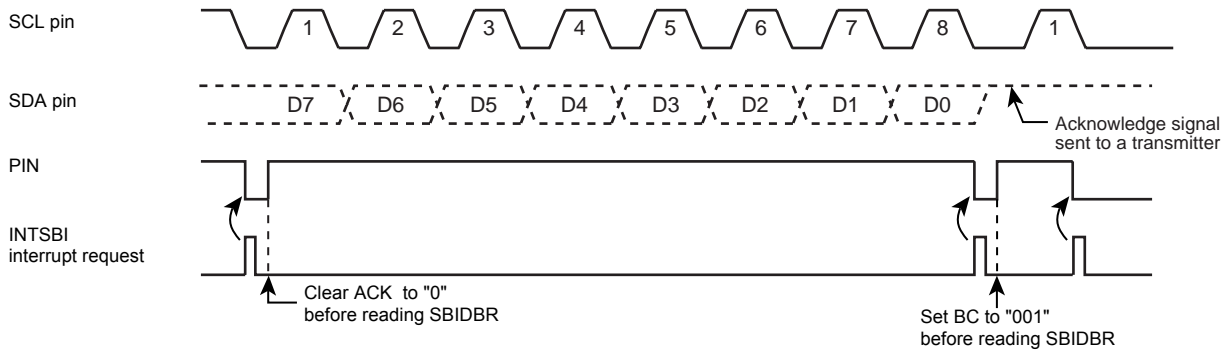 SCL pin
1 2 3 4 5 6 7 8 1
SDA pin
D7 D6 D5 D4 D3 D2 D1 D0
Acknowledge signal
sent to a transmitter
PIN
INTSBI
interrupt request
Clear ACK to "0"
before reading SBIDBR
Set BC to "001"
before reading SBIDBR